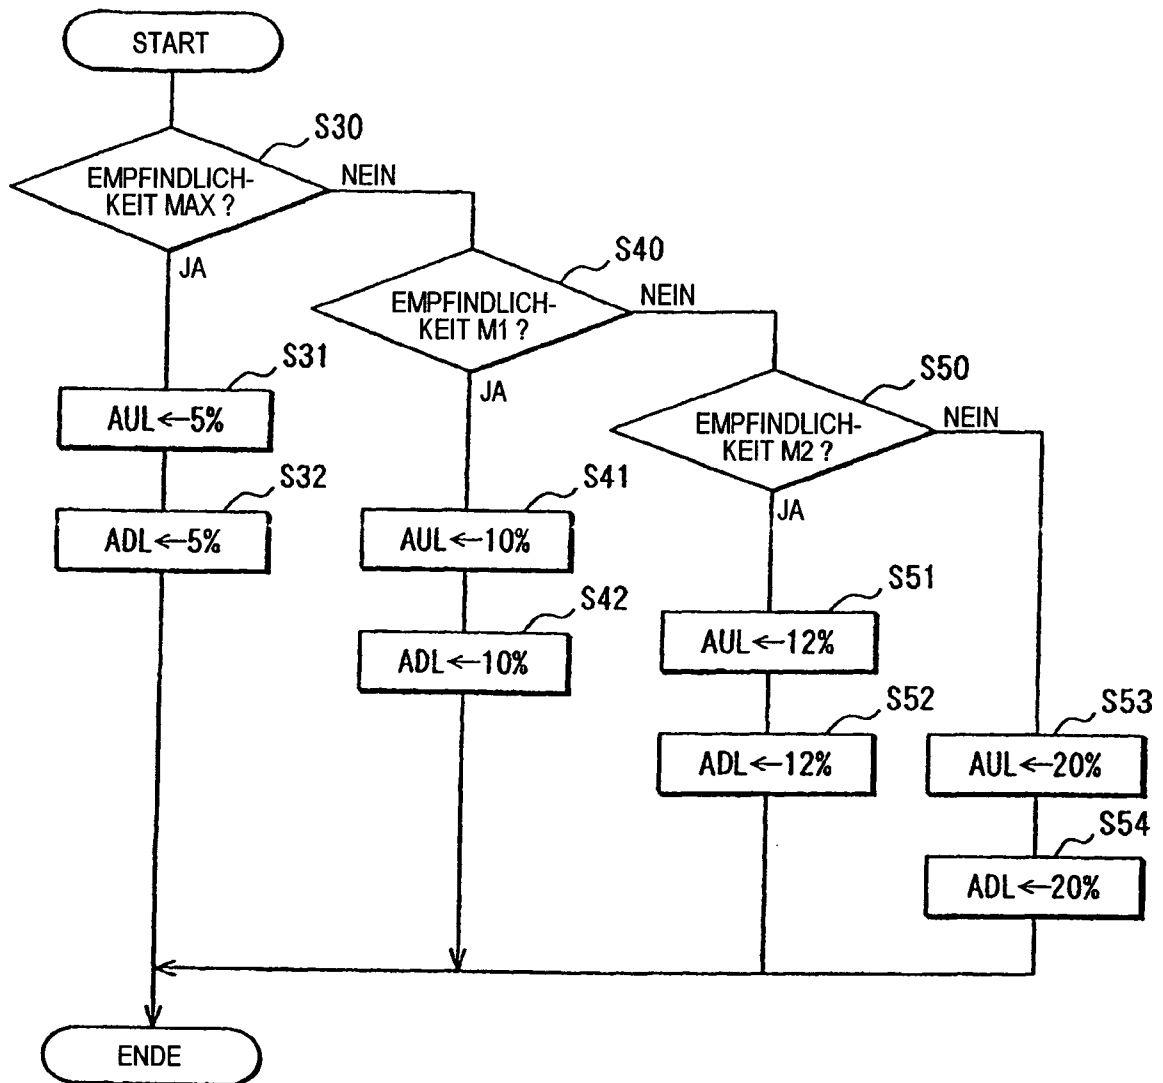 START
S30
EMPFINDLICH-
KEIT MAX ?
NEIN
JA
S40
EMPFINDLICH-
KEIT M1 ?
NEIN
JA
S50
EMPFINDLICH-
KEIT M2 ?
NEIN
JA
S31
AUL←5%
S32
ADL←5%
S41
AUL←10%
S42
ADL←10%
S51
AUL←12%
S52
ADL←12%
S53
AUL←20%
S54
ADL←20%
ENDE